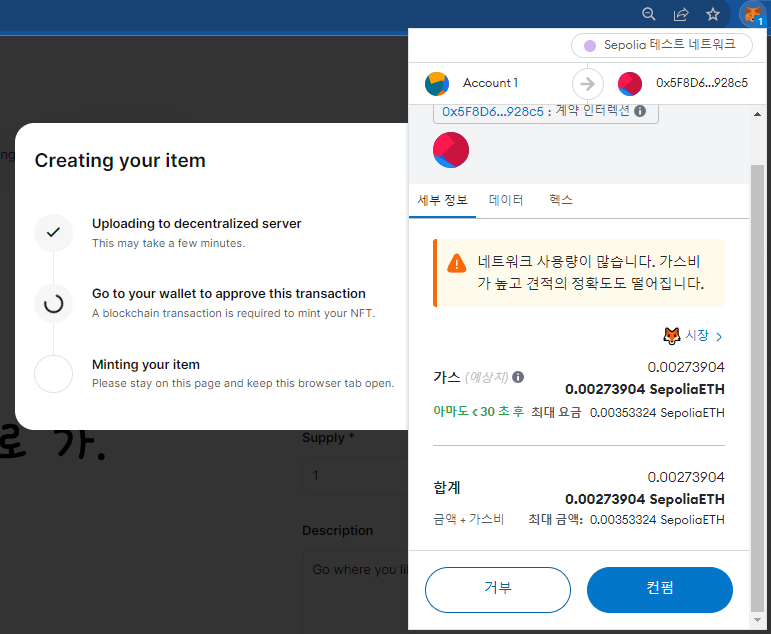 1
Sepolia 테스트 네트워크
Account 1
0x5F8D6...928c5
0x5F8D6...928c5 : 계약 인터렉션
ng
Creating your item
Uploading to decentralized server
This may take a few minutes.
Go to your wallet to approve this transaction
A blockchain transaction is required to mint your NFT.
Minting your item
Please stay on this page and keep this browser tab open.
로 가.
Supply *
1
Description
Go where you li
세부 정보
데이터
헥스
네트워크 사용량이 많습니다. 가스비
가 높고 견적의 정확도도 떨어집니다.
시장 >
0.00273904
가스 (예상치)
0.00273904 SepoliaETH
아마도 < 30 초 후 최대 요금 0.00353324 SepoliaETH
0.00273904
합계
0.00273904 SepoliaETH
금액 + 가스비 최대 금액: 0.00353324 SepoliaETH
거부
컨펌